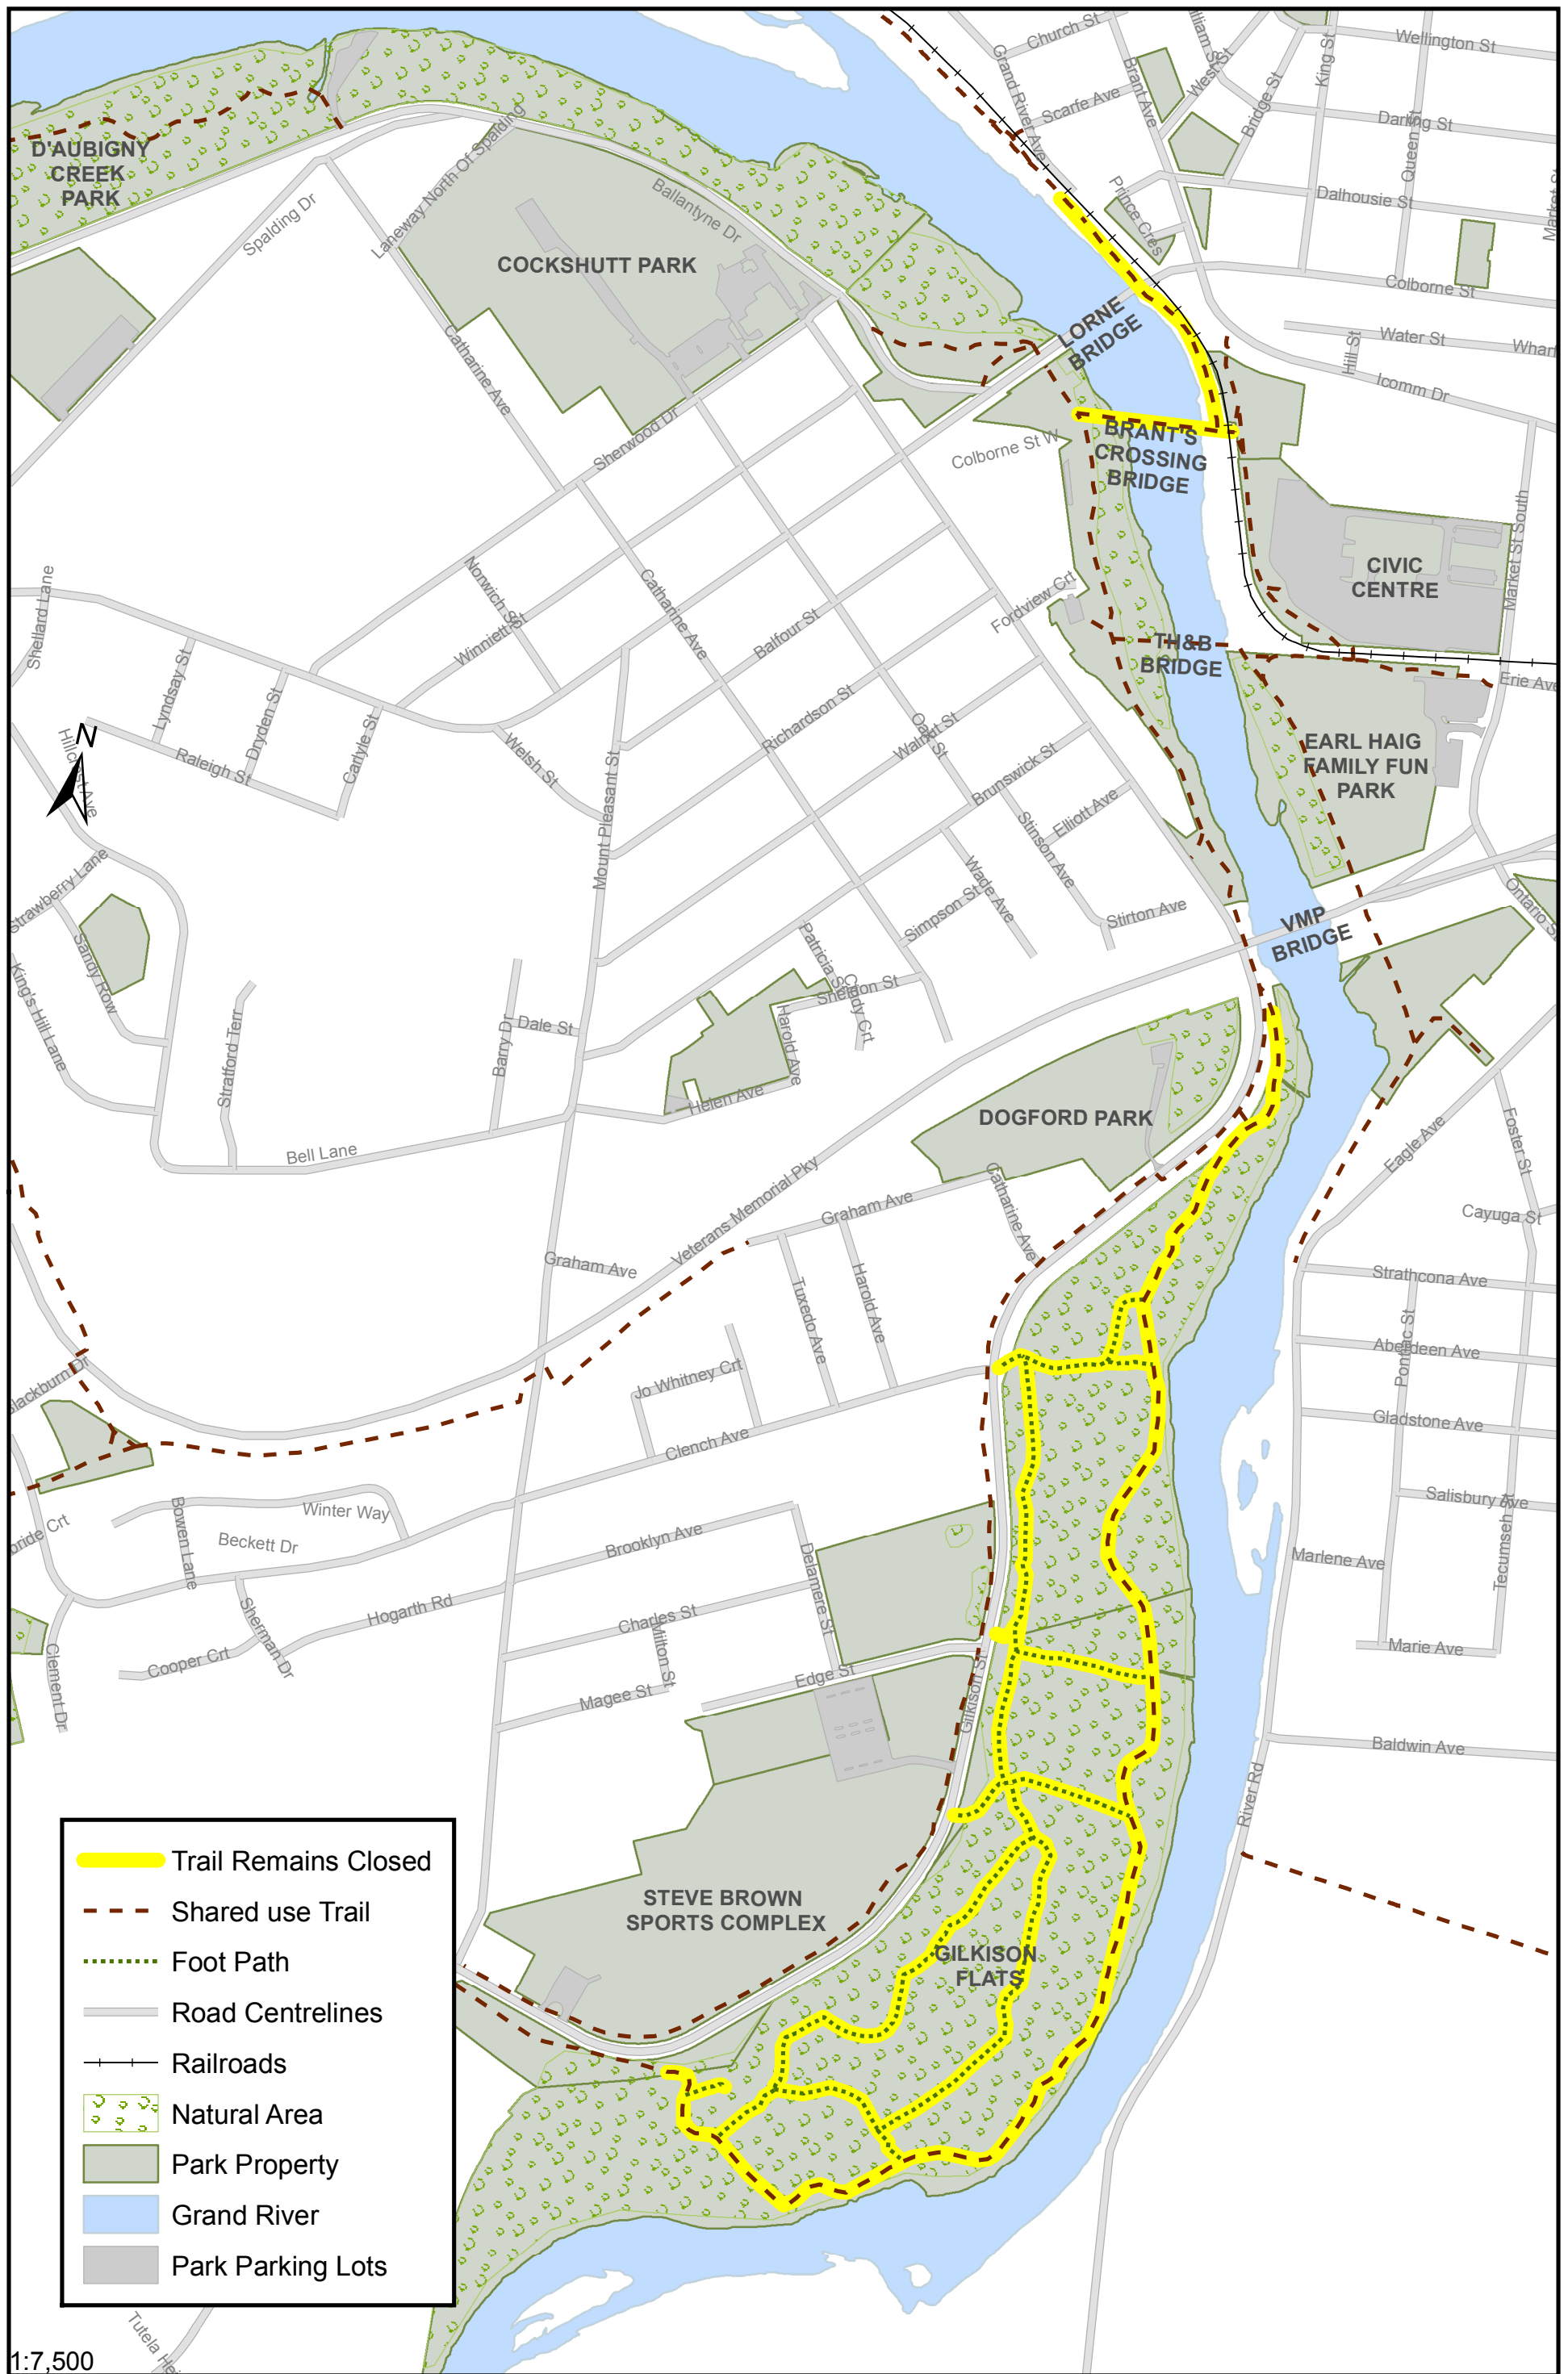 Church St
Wellington St
Grand River Ave
Brant Ave
West St
King St
Scarfe Ave
Bridge St
Darling St
Queen St
D'AUBIGNY
CREEK
PARK
Laneway North Of Spalding
Spalding Dr
Ballantyne Dr
Prince Cres
Dalhousie St
COCKSHUTT PARK
Colborne St
LORNE
BRIDGE
Water St
Hill St
Icomm Dr
Catharine Ave
Sherwood Dr
Colborne St W
BRANT'S
CROSSING
BRIDGE
Market St South
CIVIC
CENTRE
Shellard Lane
Norwich St
Winniett St
Catharine Ave
Balfour St
Fordview Crt
TH&B
BRIDGE
Erie Ave
Lyndsay St
Dryden St
Carlyle St
Raleigh St
Hillcrest Ave
N
Welsh St
Mount Pleasant St
Richardson St
Oak St
Walnut St
Brunswick St
Elliott Ave
Stinson Ave
EARL HAIG
FAMILY FUN
PARK
Strawberry Lane
Sandy Row
King's Hill Lane
Simpson St
Wade Ave
Stirton Ave
VMP
BRIDGE
Stratford Terr
Barry Dr
Dale St
Sheldon St
Harold Ave
Helen Ave
Bell Lane
DOGFORD PARK
Eagle Ave
Foster St
Veterans Memorial Pky
Graham Ave
Graham Ave
Catharine Ave
Cayuga St
Strathcona Ave
Tuxedo Ave
Harold Ave
Pontiac St
Aberdeen Ave
Jo Whitney Crt
Clench Ave
Gladstone Ave
Winter Way
Bowen Lane
Beckett Dr
Brooklyn Ave
Salisbury Ave
Tecumseh St
Hogarth Rd
Delamere St
Marlene Ave
Sherman Dr
Charles St
Milton St
Marie Ave
Clement Dr
Cooper Crt
Magee St
Edge St
Gilkison St
Baldwin Ave
River Rd
STEVE BROWN
SPORTS COMPLEX
GILKISON
FLATS
Trail Remains Closed
Shared use Trail
Foot Path
Road Centrelines
Railroads
Natural Area
Park Property
Grand River
Park Parking Lots
1:7,500